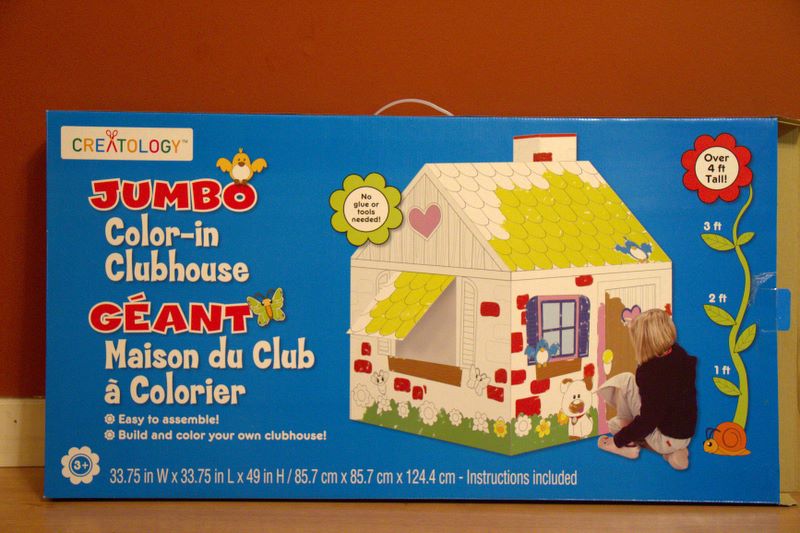 CREATOLOGY™
JUMBO
Color-in
Clubhouse
GÉANT
Maison du Club
à Colorier
Easy to assemble!
Build and color your own clubhouse!
3+
33.75 in W x 33.75 in L x 49 in H / 85.7 cm x 85.7 cm x 124.4 cm - Instructions included
No
glue or
tools
needed!
Over
4 ft
Tall!
3 ft
2 ft
1 ft